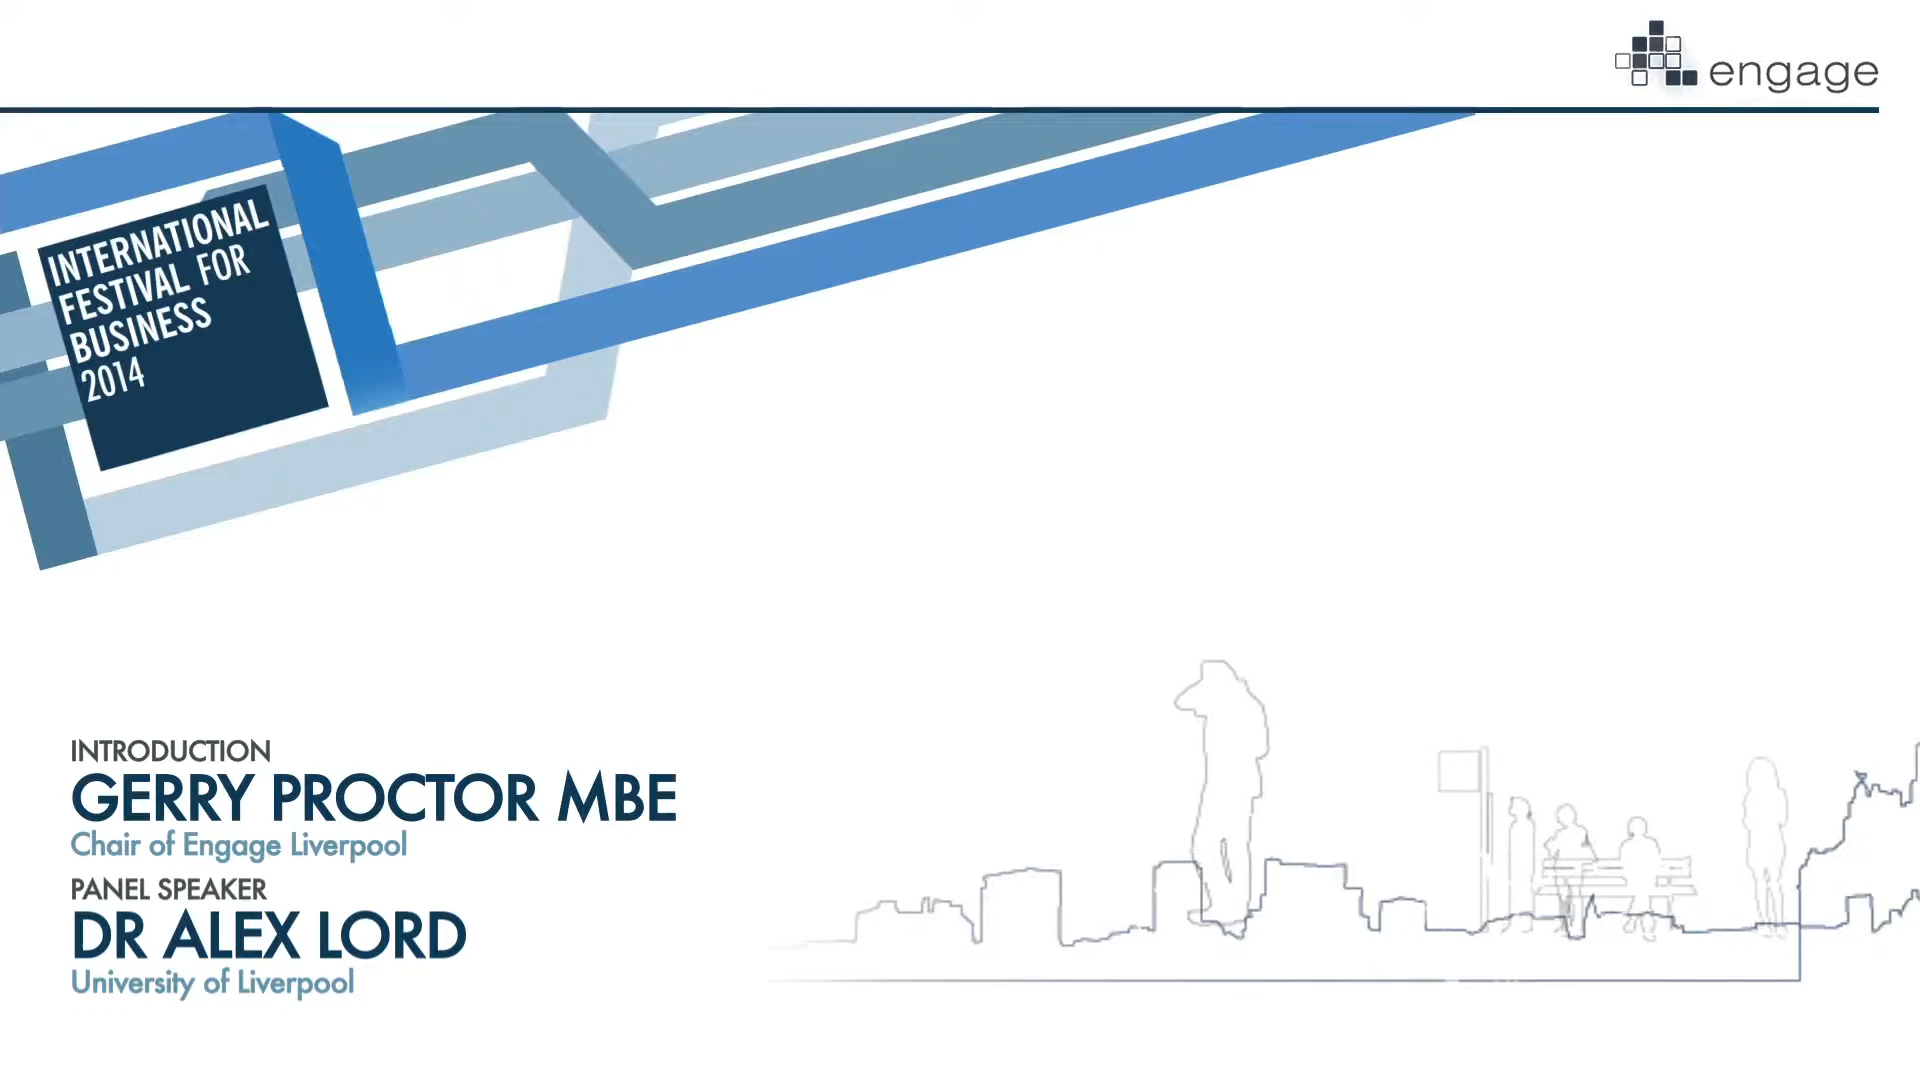 engage
INTERNATIONAL
FESTIVAL FOR
BUSINESS
2014
INTRODUCTION
GERRY PROCTOR MBE
Chair of Engage Liverpool
PANEL SPEAKER
DR ALEX LORD
University of Liverpool